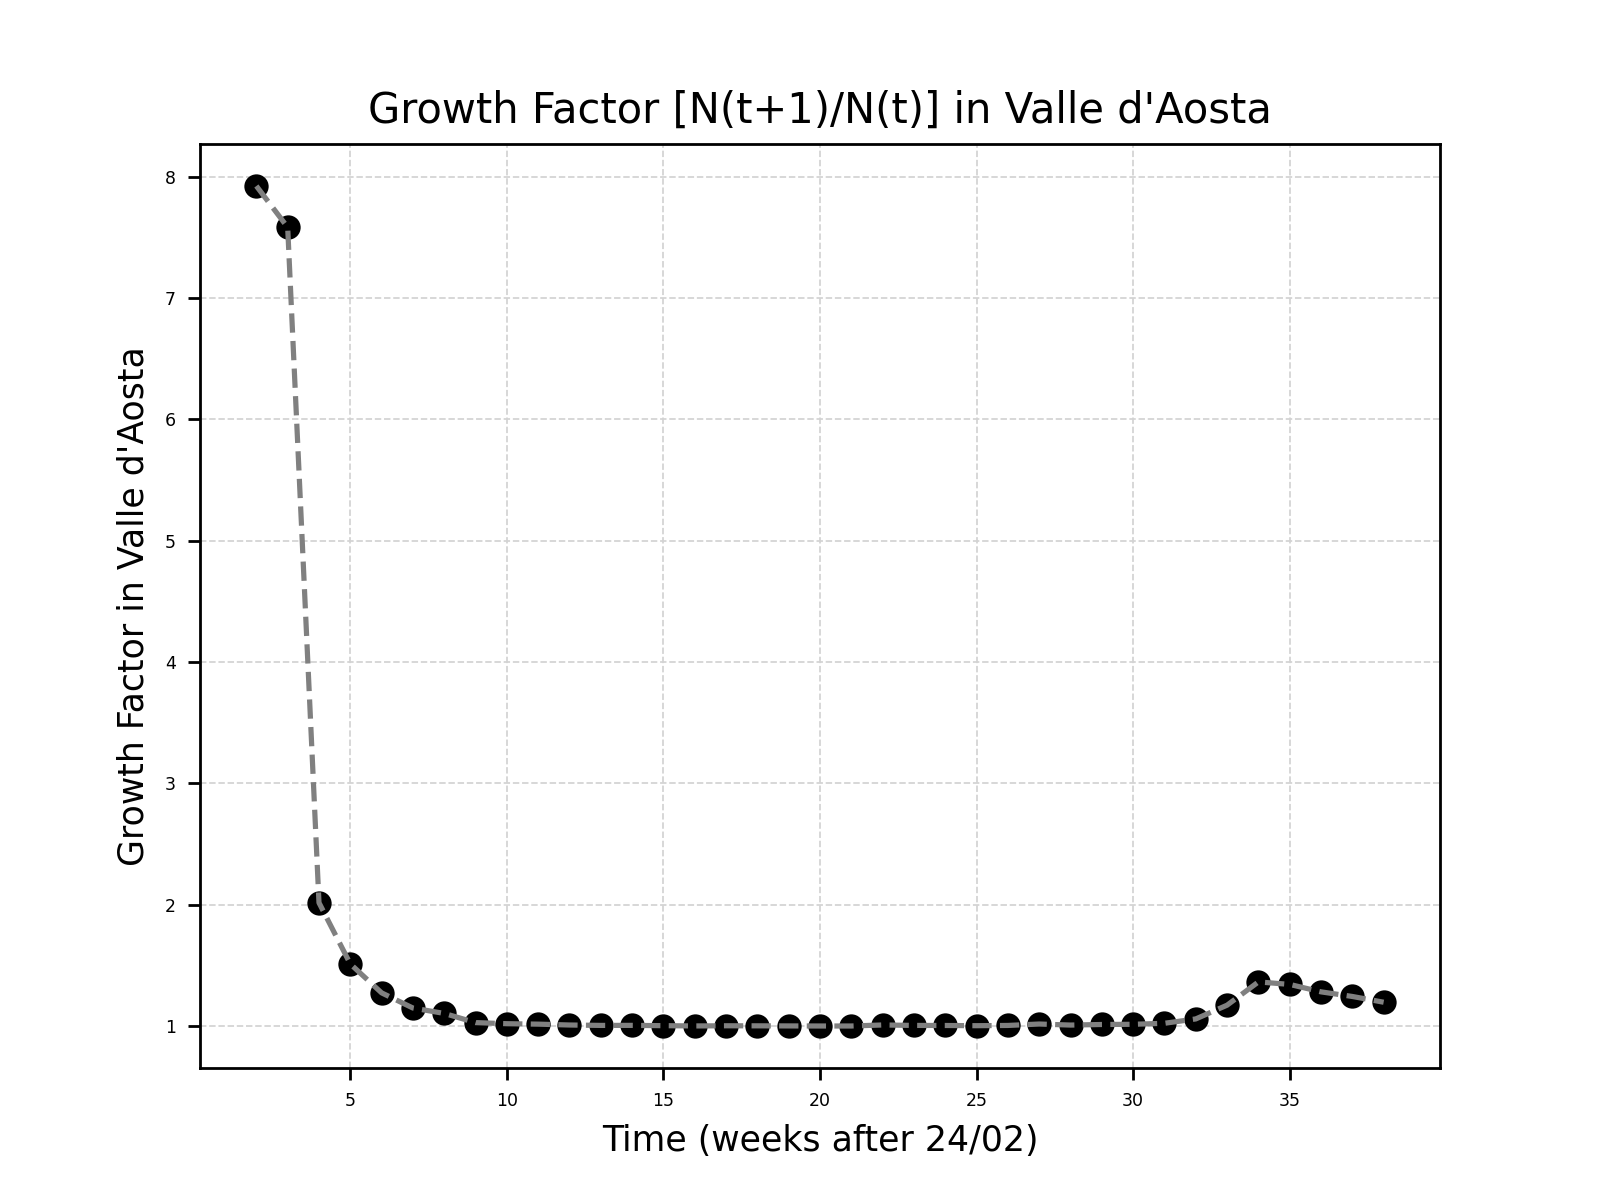 Growth Factor [N(t+1)/N(t)] in Valle d'Aosta
Growth Factor in Valle d'Aosta
8
7
6
5
4
3
2
1
5 10 15 20 25 30 35
Time (weeks after 24/02)